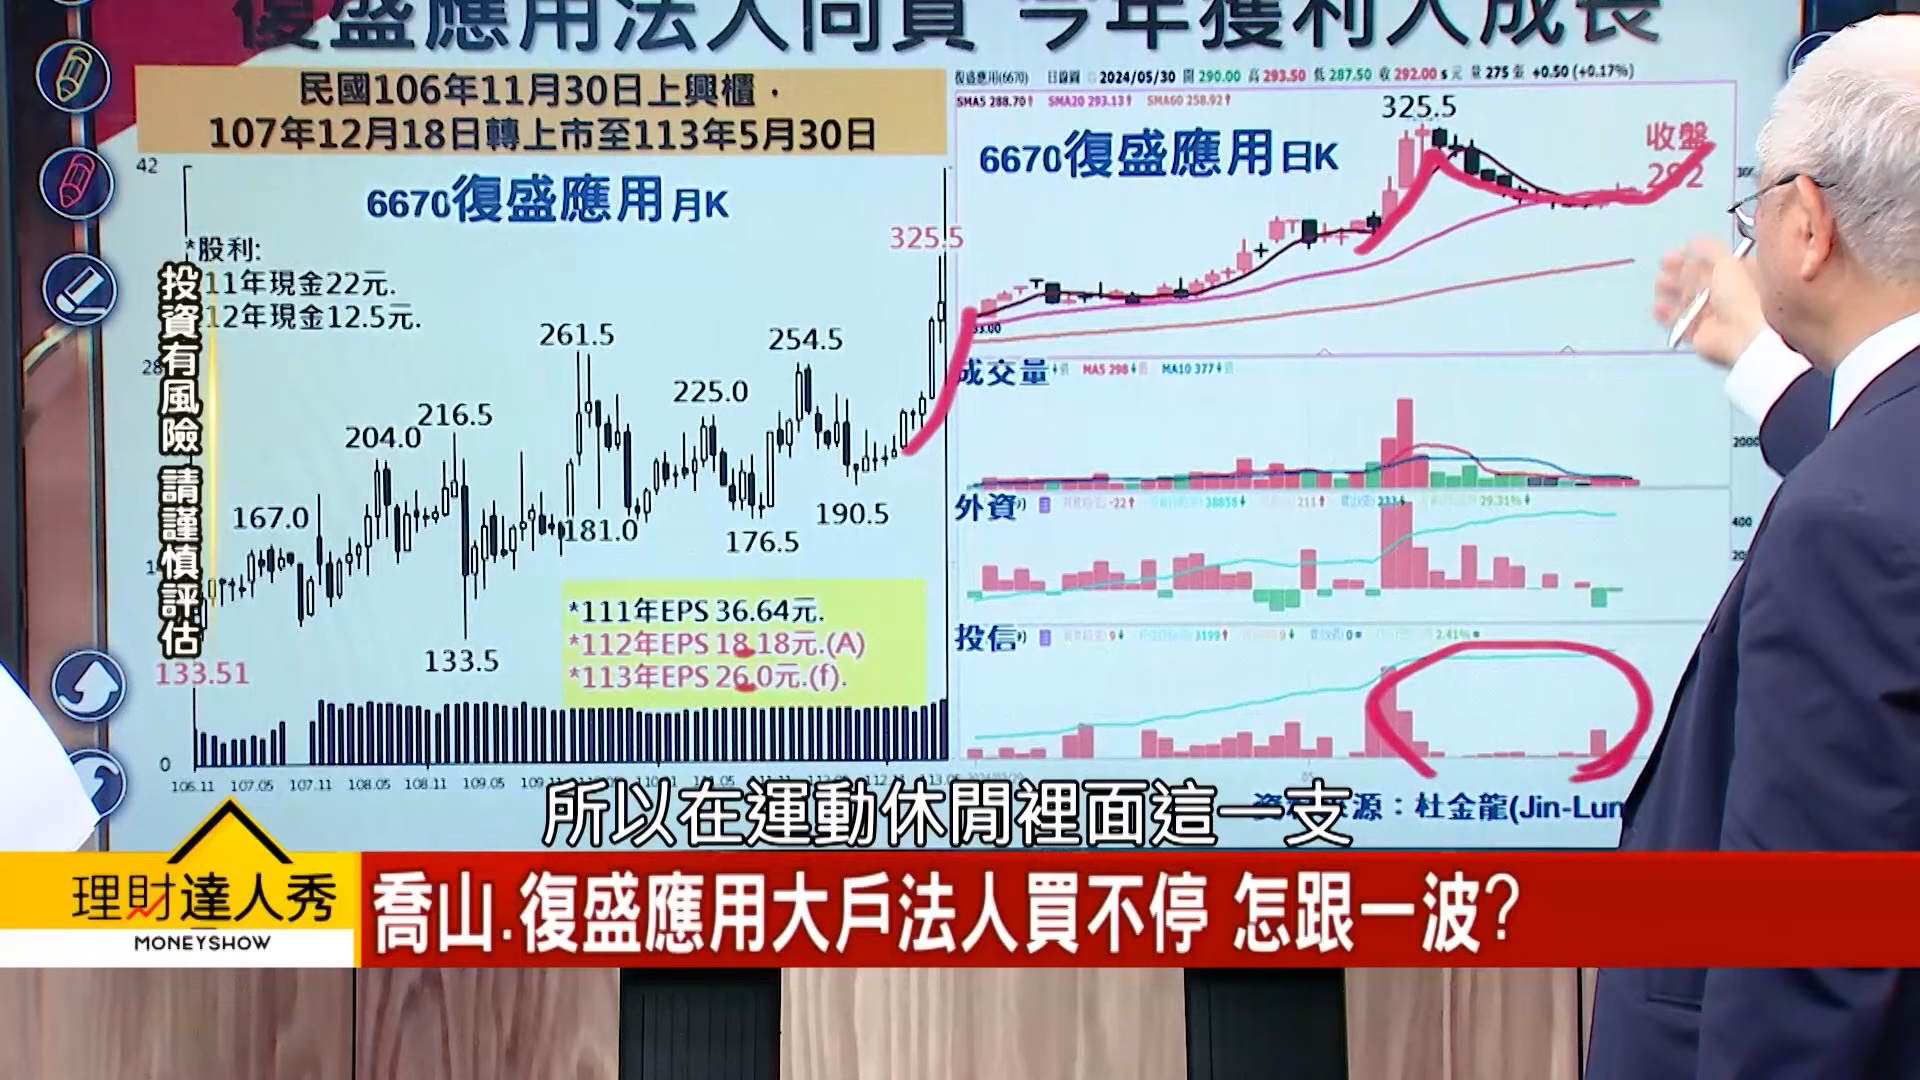 復盛應用法人同買 今年獲利大成長
民國106年11月30日上興櫃．
107年12月18日轉上市至113年5月30日
6670復盛應用月K
*股利:
11年現金22元.
12年現金12.5元.
投資有風險 請謹慎評估
42
28
0
133.51
167.0
204.0
216.5
133.5
261.5
181.0
225.0
176.5
254.5
190.5
325.5
*111年EPS 36.64元.
*112年EPS 18.18元.(A)
*113年EPS 26.0元.(f).
106.11 107.05 107.11 108.05 108.11 109.05
復盛應用(6670) 日線圖 2024/05/30 開 290.00 高 293.50 低 287.50 收 292.00 s 元 量 275 張 +0.50 (+0.17%)
SMA5 288.70↑ SMA20 293.13↑ SMA60 258.92↑
6670復盛應用日K
325.5
收盤
292
成交量
MA5 298↓ MA10 377↓
2000
外資
400
投信
資料來源：杜金龍(Jin-Lun
所以在運動休閒裡面這一支
理財達人秀
MONEYSHOW
喬山.復盛應用大戶法人買不停 怎跟一波?